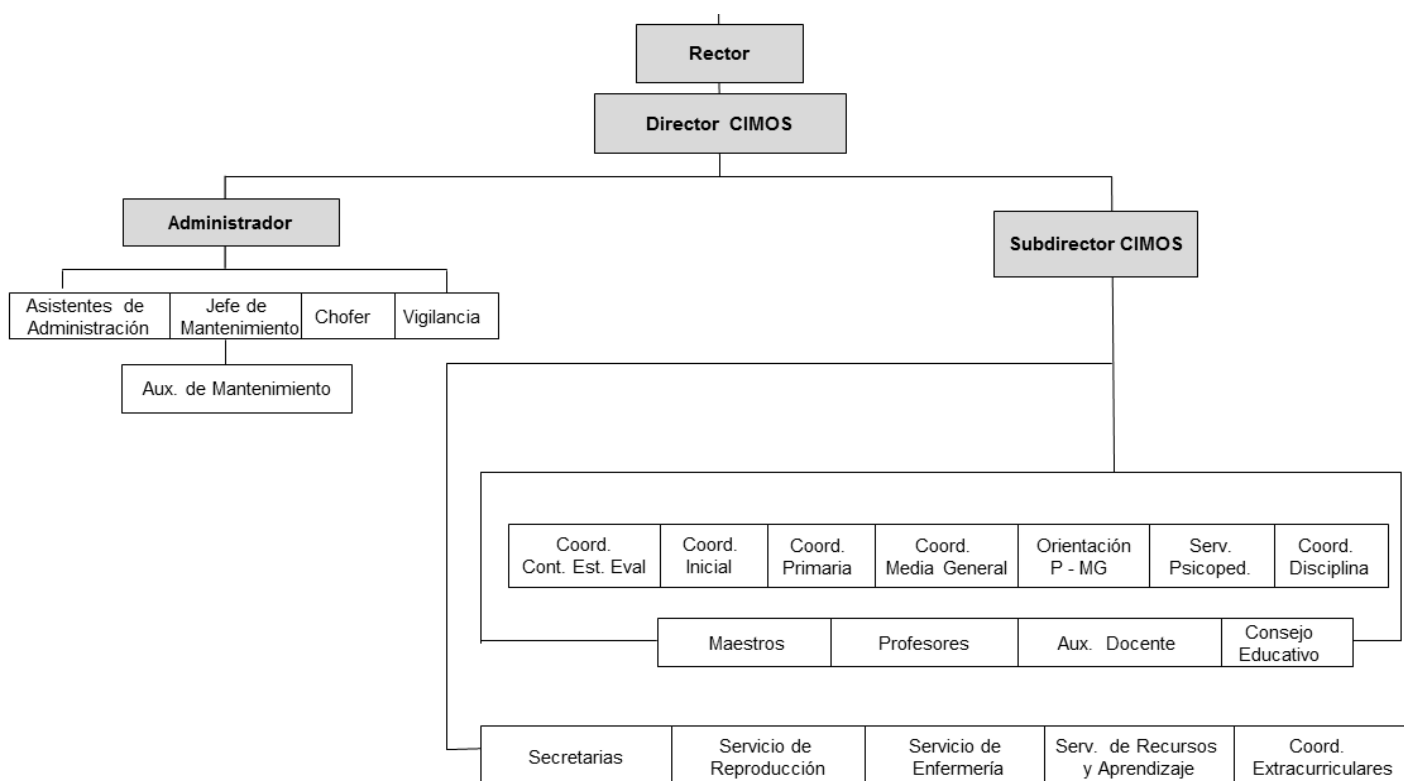 Rector
Director CIMOS
Administrador
Subdirector CIMOS
Asistentes de
Administración
Jefe de
Mantenimiento
Chofer
Vigilancia
Aux. de Mantenimiento
Coord.
Cont. Est. Eval
Coord.
Inicial
Coord.
Primaria
Coord.
Media General
Orientación
P - MG
Serv.
Psicoped.
Coord.
Disciplina
Maestros
Profesores
Aux. Docente
Consejo
Educativo
Secretarias
Servicio de
Reproducción
Servicio de
Enfermería
Serv. de Recursos
y Aprendizaje
Coord.
Extracurriculares